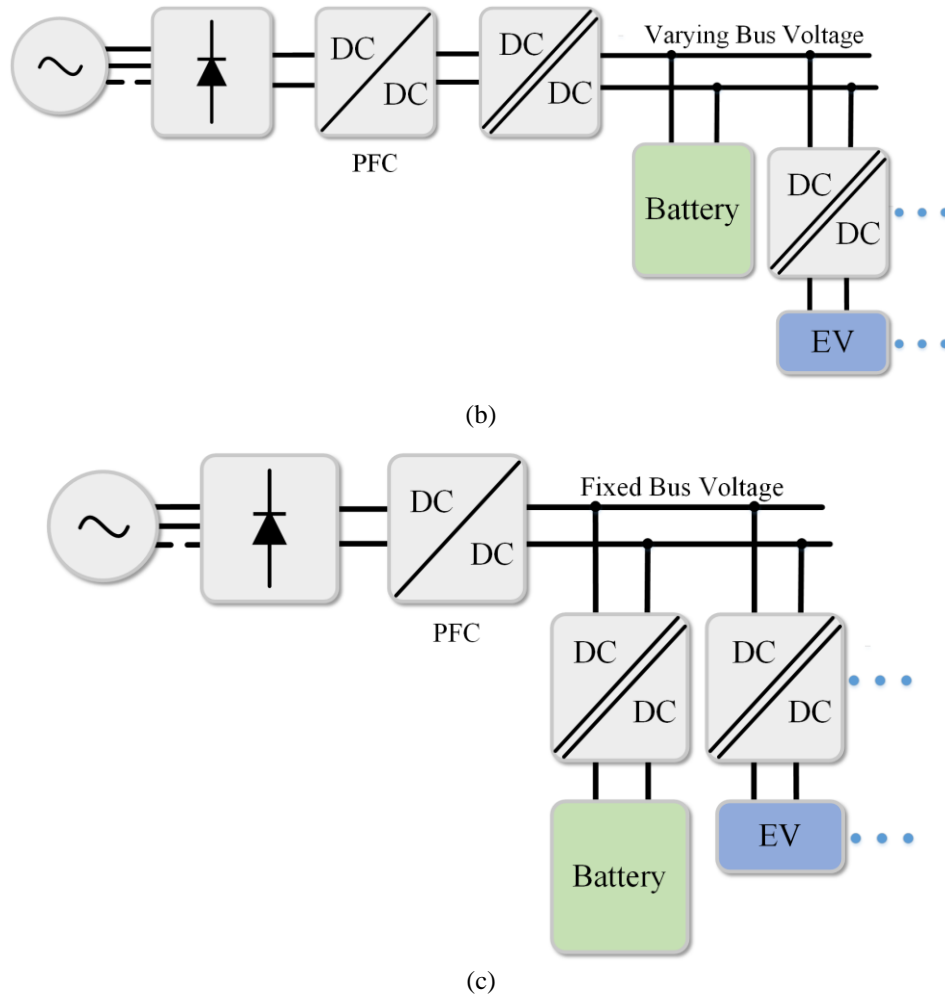 DC
DC
PFC
DC
DC
Varying Bus Voltage
Battery
DC
DC
EV
(b)
DC
DC
PFC
Fixed Bus Voltage
DC
DC
Battery
DC
DC
EV
(c)